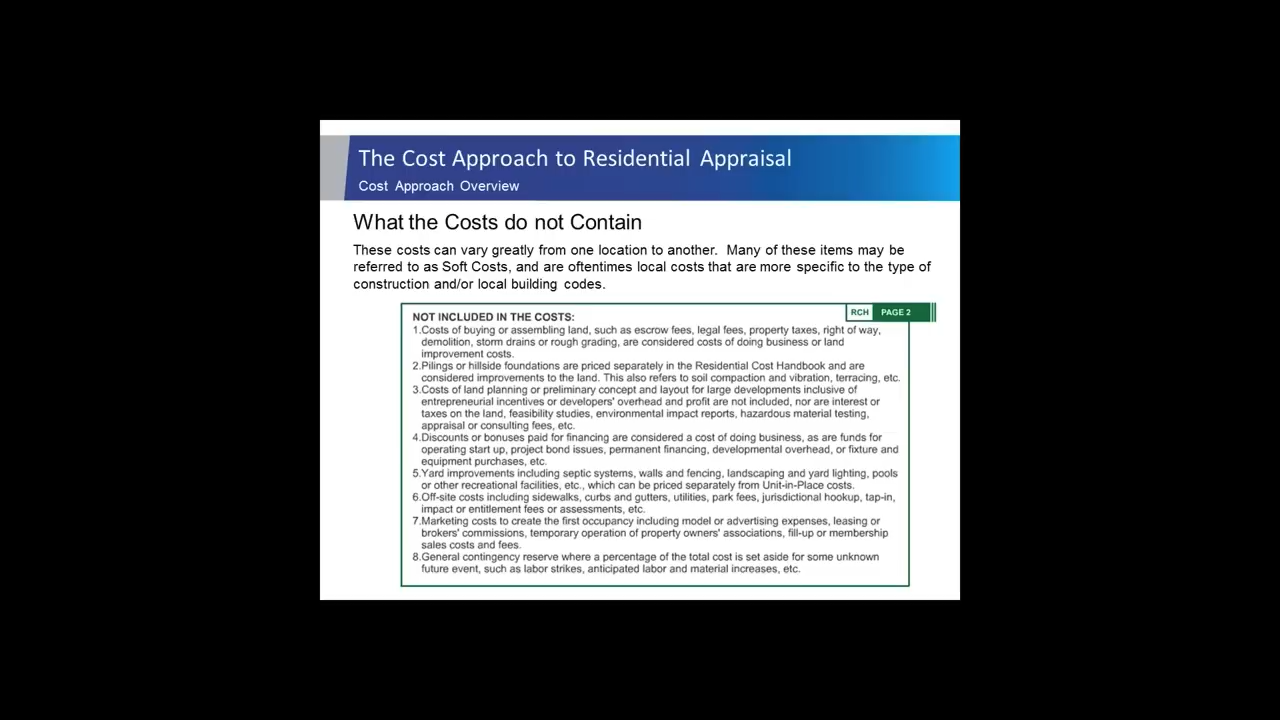 The Cost Approach to Residential Appraisal
Cost Approach Overview
What the Costs do not Contain
These costs can vary greatly from one location to another. Many of these items may be
referred to as Soft Costs, and are oftentimes local costs that are more specific to the type of
construction and/or local building codes.
RCH PAGE 2
NOT INCLUDED IN THE COSTS:
1.Costs of buying or assembling land, such as escrow fees, legal fees, property taxes, right of way,
demolition, storm drains or rough grading, are considered costs of doing business or land
improvement costs.
2.Pilings or hillside foundations are priced separately in the Residential Cost Handbook and are
considered improvements to the land. This also refers to soil compaction and vibration, terracing, etc.
3.Costs of land planning or preliminary concept and layout for large developments inclusive of
entrepreneurial incentives or developers' overhead and profit are not included, nor are interest or
taxes on the land, feasibility studies, environmental impact reports, hazardous material testing,
appraisal or consulting fees, etc.
4.Discounts or bonuses paid for financing are considered a cost of doing business, as are funds for
operating start up, project bond issues, permanent financing, developmental overhead, or fixture and
equipment purchases, etc.
5.Yard improvements including septic systems, walls and fencing, landscaping and yard lighting, pools
or other recreational facilities, etc., which can be priced separately from Unit-in-Place costs.
6.Off-site costs including sidewalks, curbs and gutters, utilities, park fees, jurisdictional hookup, tap-in,
impact or entitlement fees or assessments, etc.
7.Marketing costs to create the first occupancy including model or advertising expenses, leasing or
brokers' commissions, temporary operation of property owners' associations, fill-up or membership
sales costs and fees.
8.General contingency reserve where a percentage of the total cost is set aside for some unknown
future event, such as labor strikes, anticipated labor and material increases, etc.